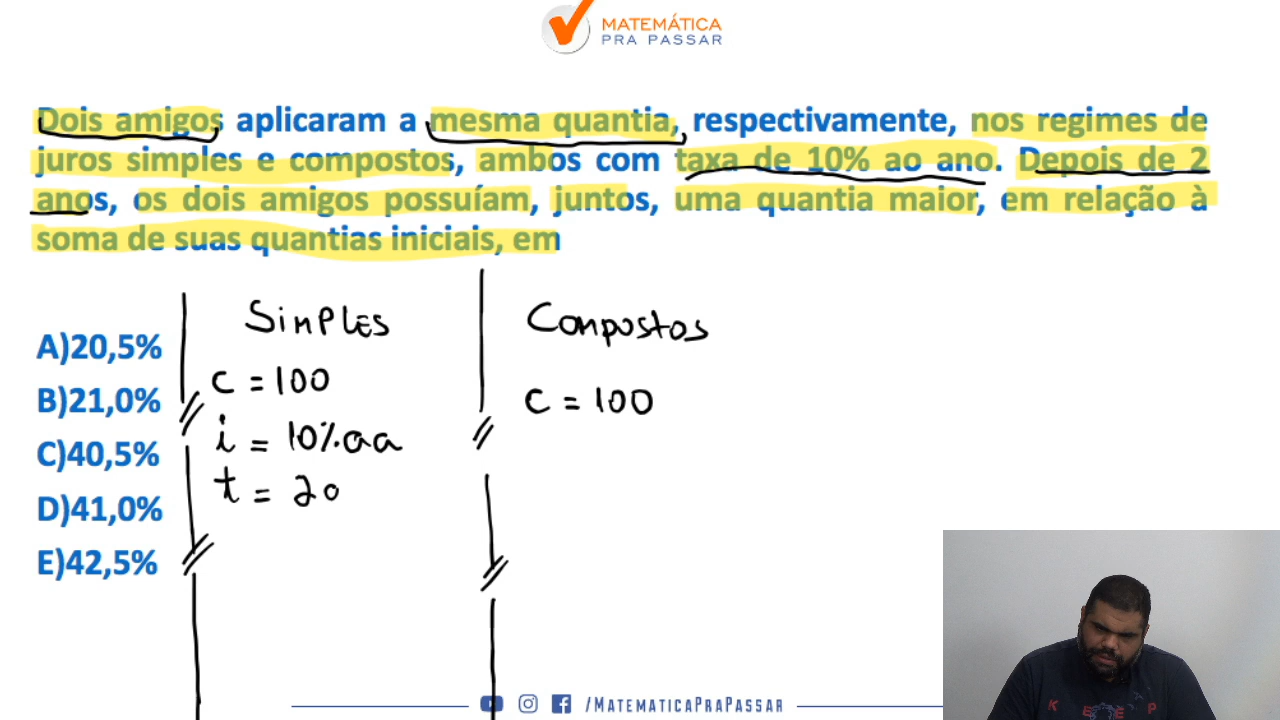 MATEMÁTICA
PRA PASSAR
Dois amigos aplicaram a mesma quantia, respectivamente, nos regimes de
juros simples e compostos, ambos com taxa de 10% ao ano. Depois de 2
anos, os dois amigos possuíam, juntos, uma quantia maior, em relação à
soma de suas quantias iniciais, em
A)20,5%
B)21,0%
C)40,5%
D)41,0%
E)42,5%
Simples
c = 100
i = 10%aa
t = 20
Compostos
c = 100
/MatematicaPraPassar
K E E P